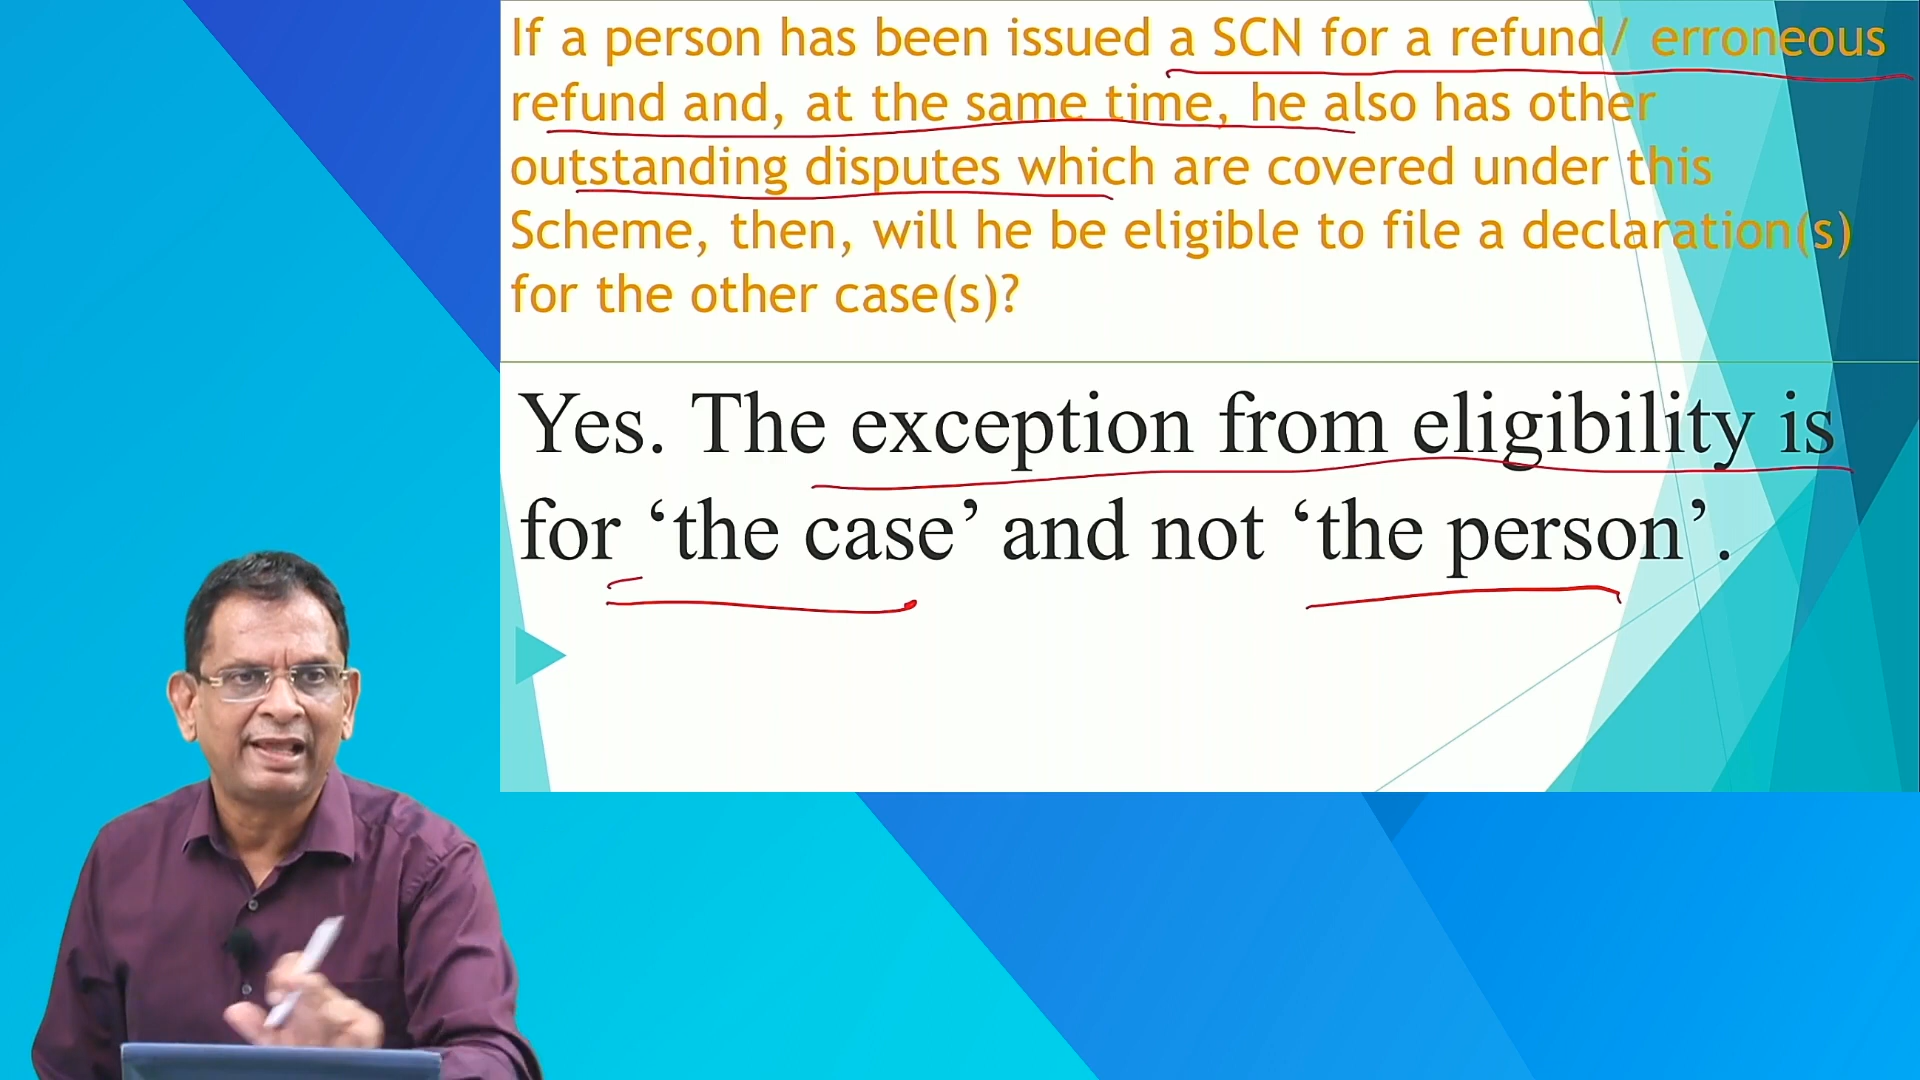 If a person has been issued a SCN for a refund/ erroneous
refund and, at the same time, he also has other
outstanding disputes which are covered under this
Scheme, then, will he be eligible to file a declaration(s)
for the other case(s)?
Yes. The exception from eligibility is
for ‘the case’ and not ‘the person’.